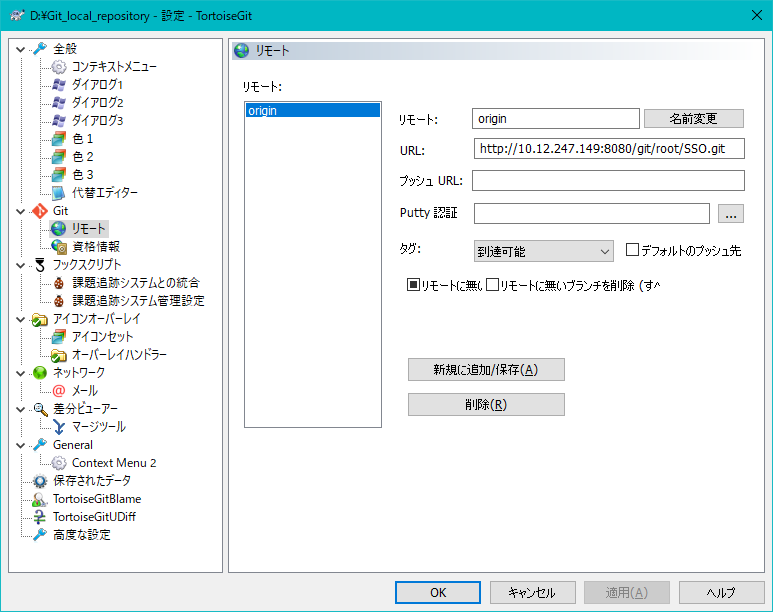 D:¥Git_local_repository - 設定 - TortoiseGit
全般
コンテキストメニュー
ダイアログ1
ダイアログ2
ダイアログ3
色 1
色 2
色 3
代替エディター
Git
リモート
資格情報
フックスクリプト
課題追跡システムとの統合
課題追跡システム管理設定
アイコンオーバーレイ
アイコンセット
オーバーレイハンドラー
ネットワーク
メール
差分ビューアー
マージツール
General
Context Menu 2
保存されたデータ
TortoiseGitBlame
TortoiseGitUDiff
高度な設定
リモート
リモート:
origin
リモート: origin 名前変更
URL: http://10.12.247.149:8080/git/root/SSO.git
プッシュ URL:
Putty 認証 ...
タグ: 到達可能 デフォルトのプッシュ先
リモートに無い リモートに無いブランチを削除 (すべ
新規に追加/保存(A)
削除(R)
OK キャンセル 適用(A) ヘルプ